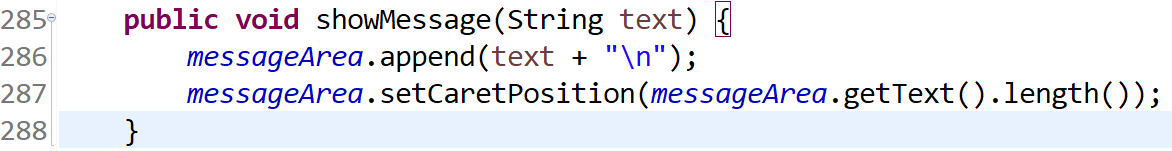 285 public void showMessage(String text) {
286 messageArea.append(text + "\n");
287 messageArea.setCaretPosition(messageArea.getText().length());
288 }